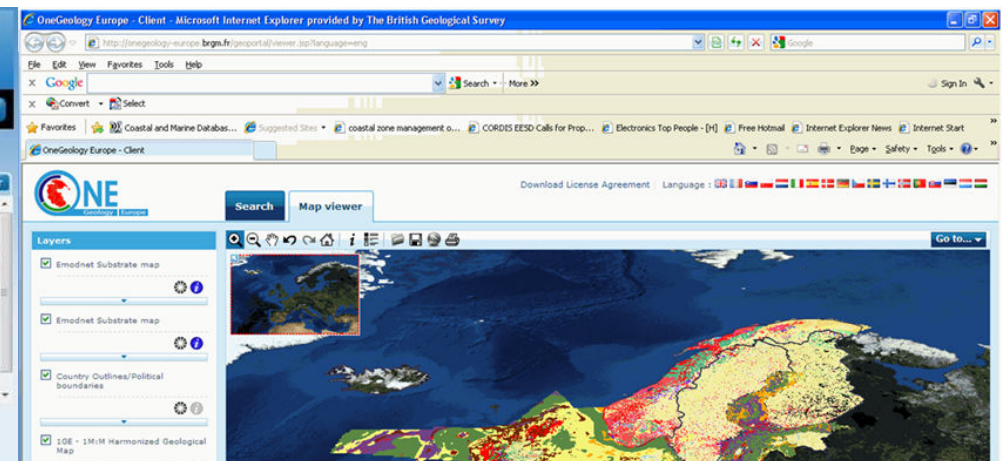 OneGeology Europe - Client - Microsoft Internet Explorer provided by The British Geological Survey
http://onegeology-europe.brgm.fr/geoportal/viewer.jsp?language=eng
Google
File Edit View Favorites Tools Help
x Google Search More >> Sign In
x Convert Select
Favorites Coastal and Marine Databas... Suggested Sites coastal zone management o... CORDIS EESD Calls for Prop... Electronics Top People - [H] Free Hotmail Internet Explorer News Internet Start >>
OneGeology Europe - Client Page Safety Tools >>
ONE
Geology Europe
Download License Agreement Language :
Search Map viewer
Layers
Go to...
Emodnet Substrate map
Emodnet Substrate map
Country Outlines/Political
boundaries
1GE - 1M:M Harmonized Geological
Map